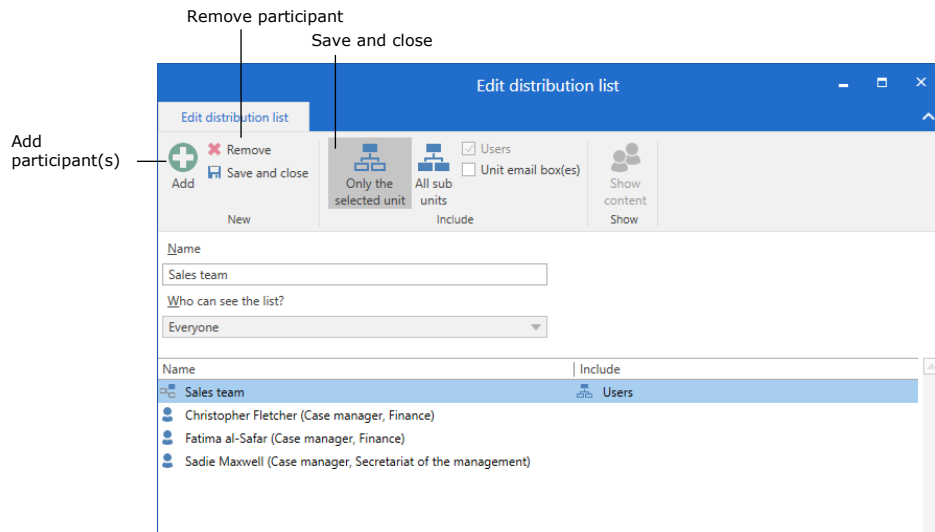 Remove participant
Save and close
Edit distribution list
Edit distribution list
Add
participant(s)
Remove
Save and close
Add
New
Only the
selected unit
All sub
units
Users
Unit email box(es)
Include
Show
content
Show
Name
Sales team
Who can see the list?
Everyone
Name Include
Sales team Users
Christopher Fletcher (Case manager, Finance)
Fatima al-Safar (Case manager, Finance)
Sadie Maxwell (Case manager, Secretariat of the management)